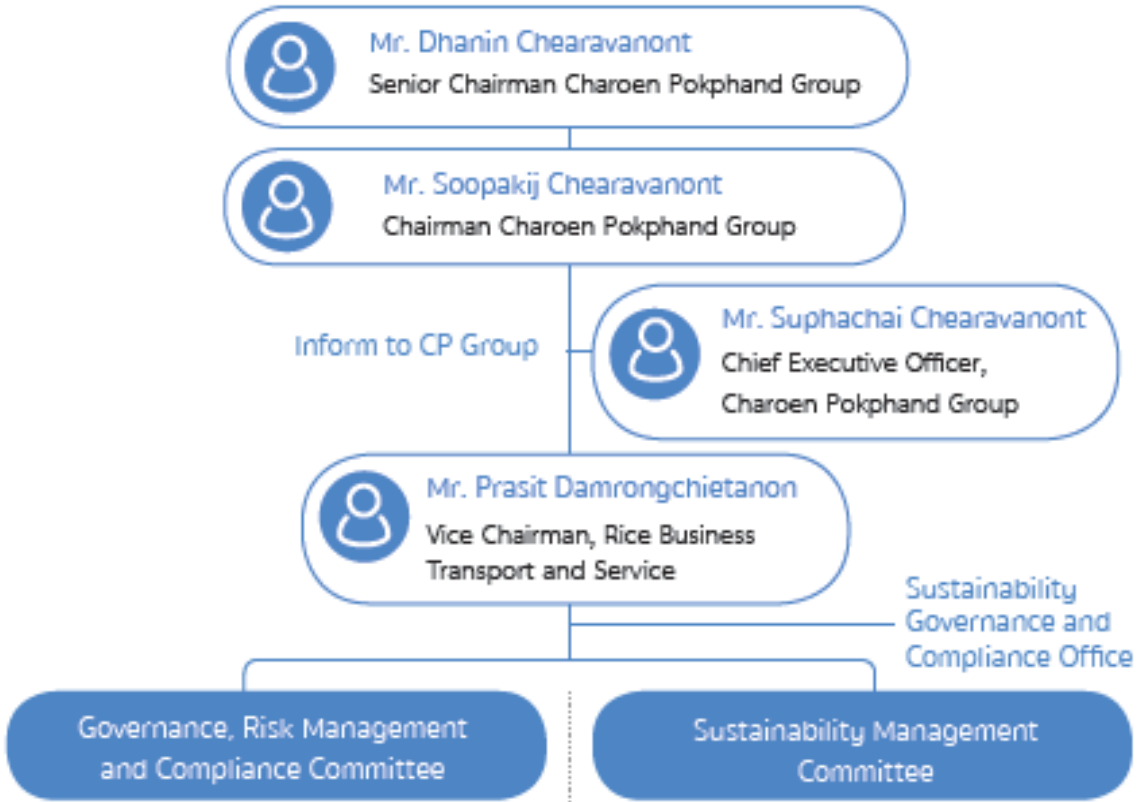 Mr. Dhanin Chearavanont
Senior Chairman Charoen Pokphand Group
Mr. Soopakij Chearavanont
Chairman Charoen Pokphand Group
Inform to CP Group
Mr. Suphachai Chearavanont
Chief Executive Officer,
Charoen Pokphand Group
Mr. Prasit Damrongchietanon
Vice Chairman, Rice Business
Transport and Service
Sustainability
Governance and
Compliance Office
Governance, Risk Management
and Compliance Committee
Sustainability Management
Committee